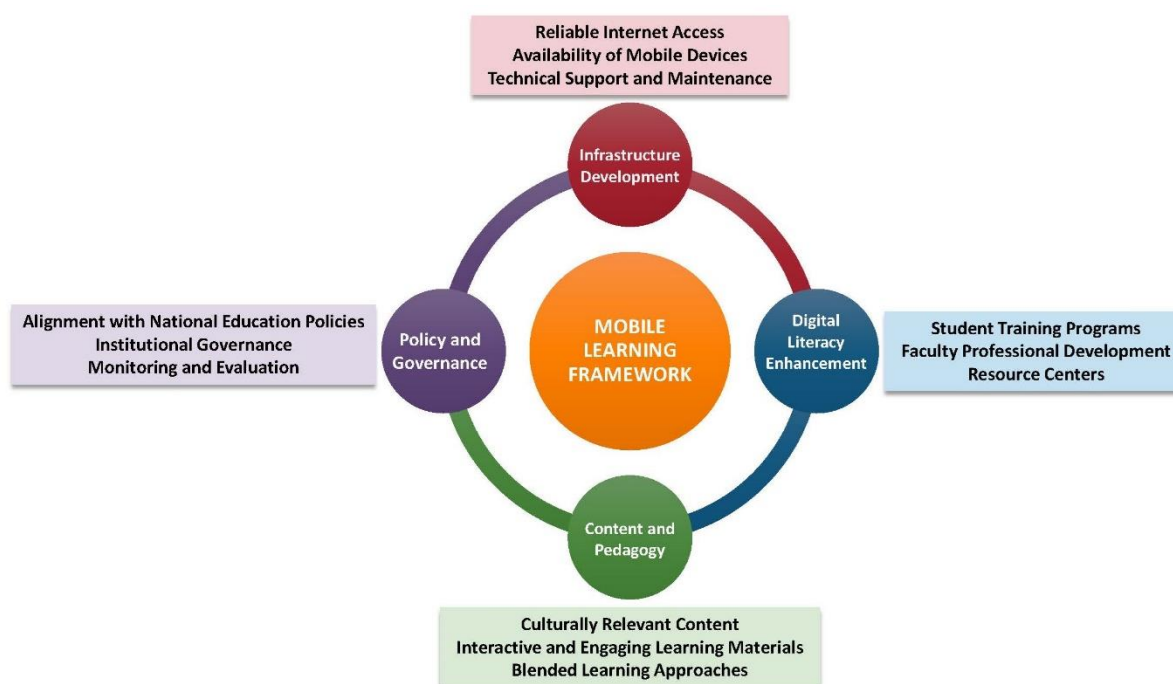 Reliable Internet Access
Availability of Mobile Devices
Technical Support and Maintenance
Infrastructure
Development
Alignment with National Education Policies
Institutional Governance
Monitoring and Evaluation
Policy and
Governance
MOBILE
LEARNING
FRAMEWORK
Digital
Literacy
Enhancement
Student Training Programs
Faculty Professional Development
Resource Centers
Content and
Pedagogy
Culturally Relevant Content
Interactive and Engaging Learning Materials
Blended Learning Approaches